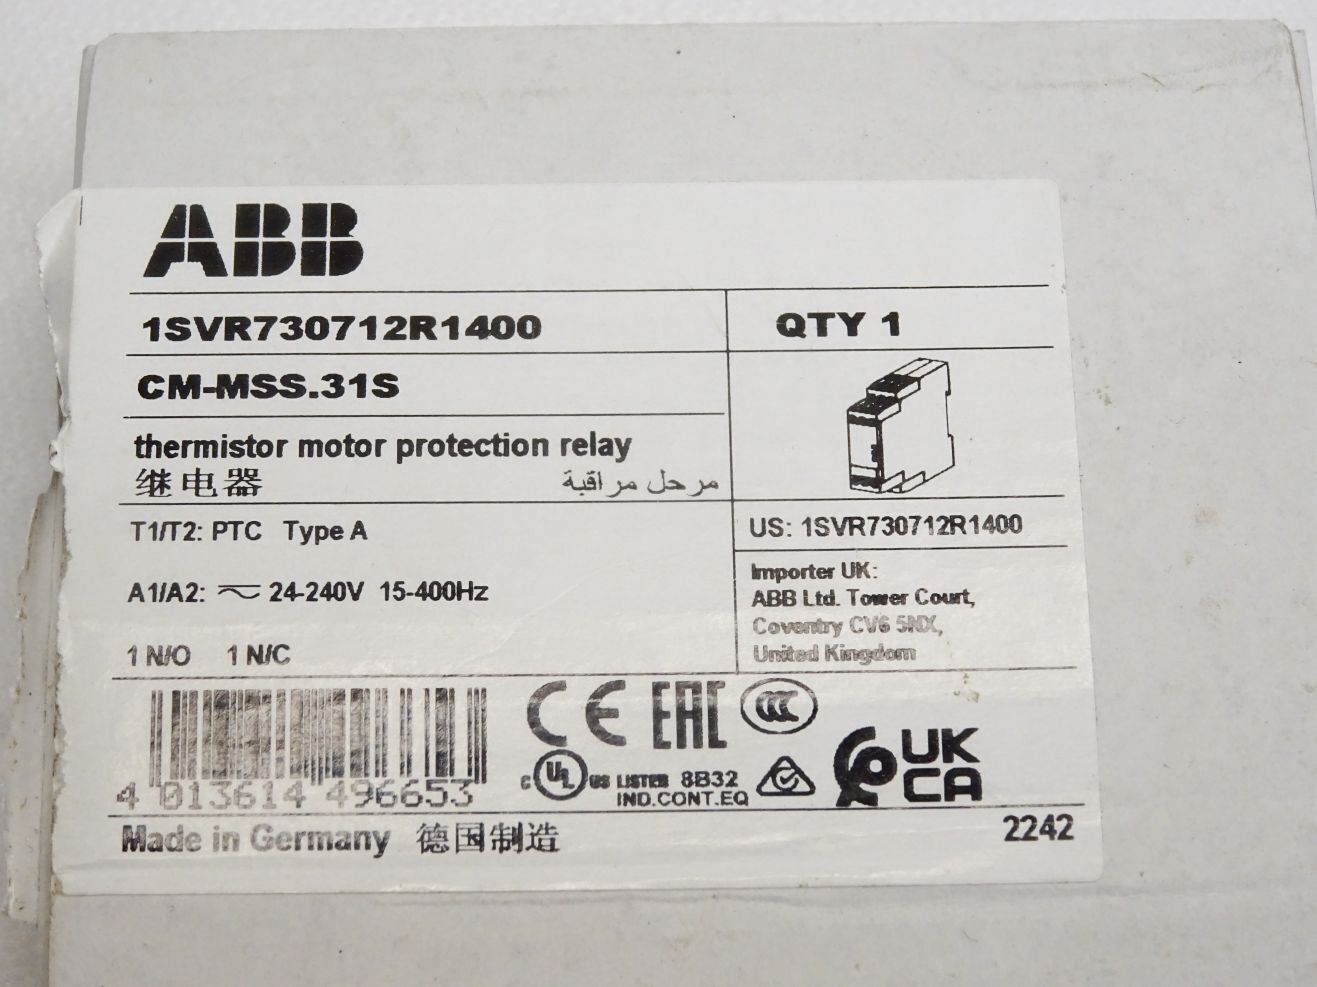 ABB
1SVR730712R1400
QTY 1
CM-MSS.31S
thermistor motor protection relay
继电器 مرحل مراقبة
T1/T2: PTC Type A
A1/A2: ⏦ 24-240V 15-400Hz
1 N/O 1 N/C
US: 1SVR730712R1400
Importer UK:
ABB Ltd. Tower Court,
Coventry CV6 5NX,
United Kingdom
4 013614 496653
CE EAC CCC
C UL US LISTED 8B32
IND.CONT.EQ
UK
CA
Made in Germany 德国制造
2242